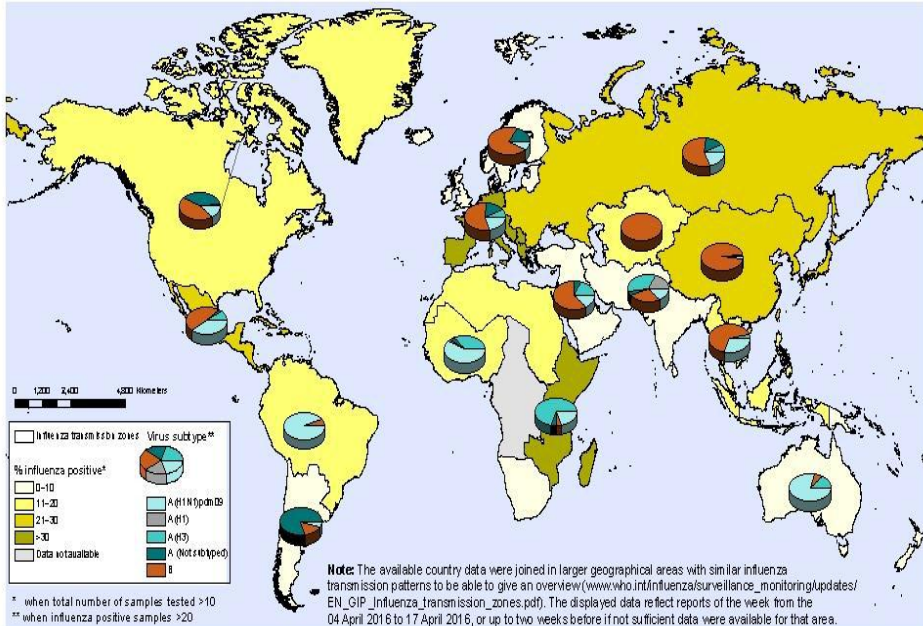 0 1,200 2,400 4,800 Kilometers
Influenza transmission zones
Virus subtype**
% influenza positive*
0-10
11-20
21-30
>30
Data not available
A(H1N1)pdm09
A(H1)
A(H3)
A (Not subtyped)
B
* when total number of samples tested >10
** when influenza positive samples >20
Note: The available country data were joined in larger geographical areas with similar influenza
transmission patterns to be able to give an overview (www.who.int/influenza/surveillance_monitoring/updates/
EN_GIP_Influenza_transmission_zones.pdf). The displayed data reflect reports of the week from the
04 April 2016 to 17 April 2016, or up to two weeks before if not sufficient data were available for that area.